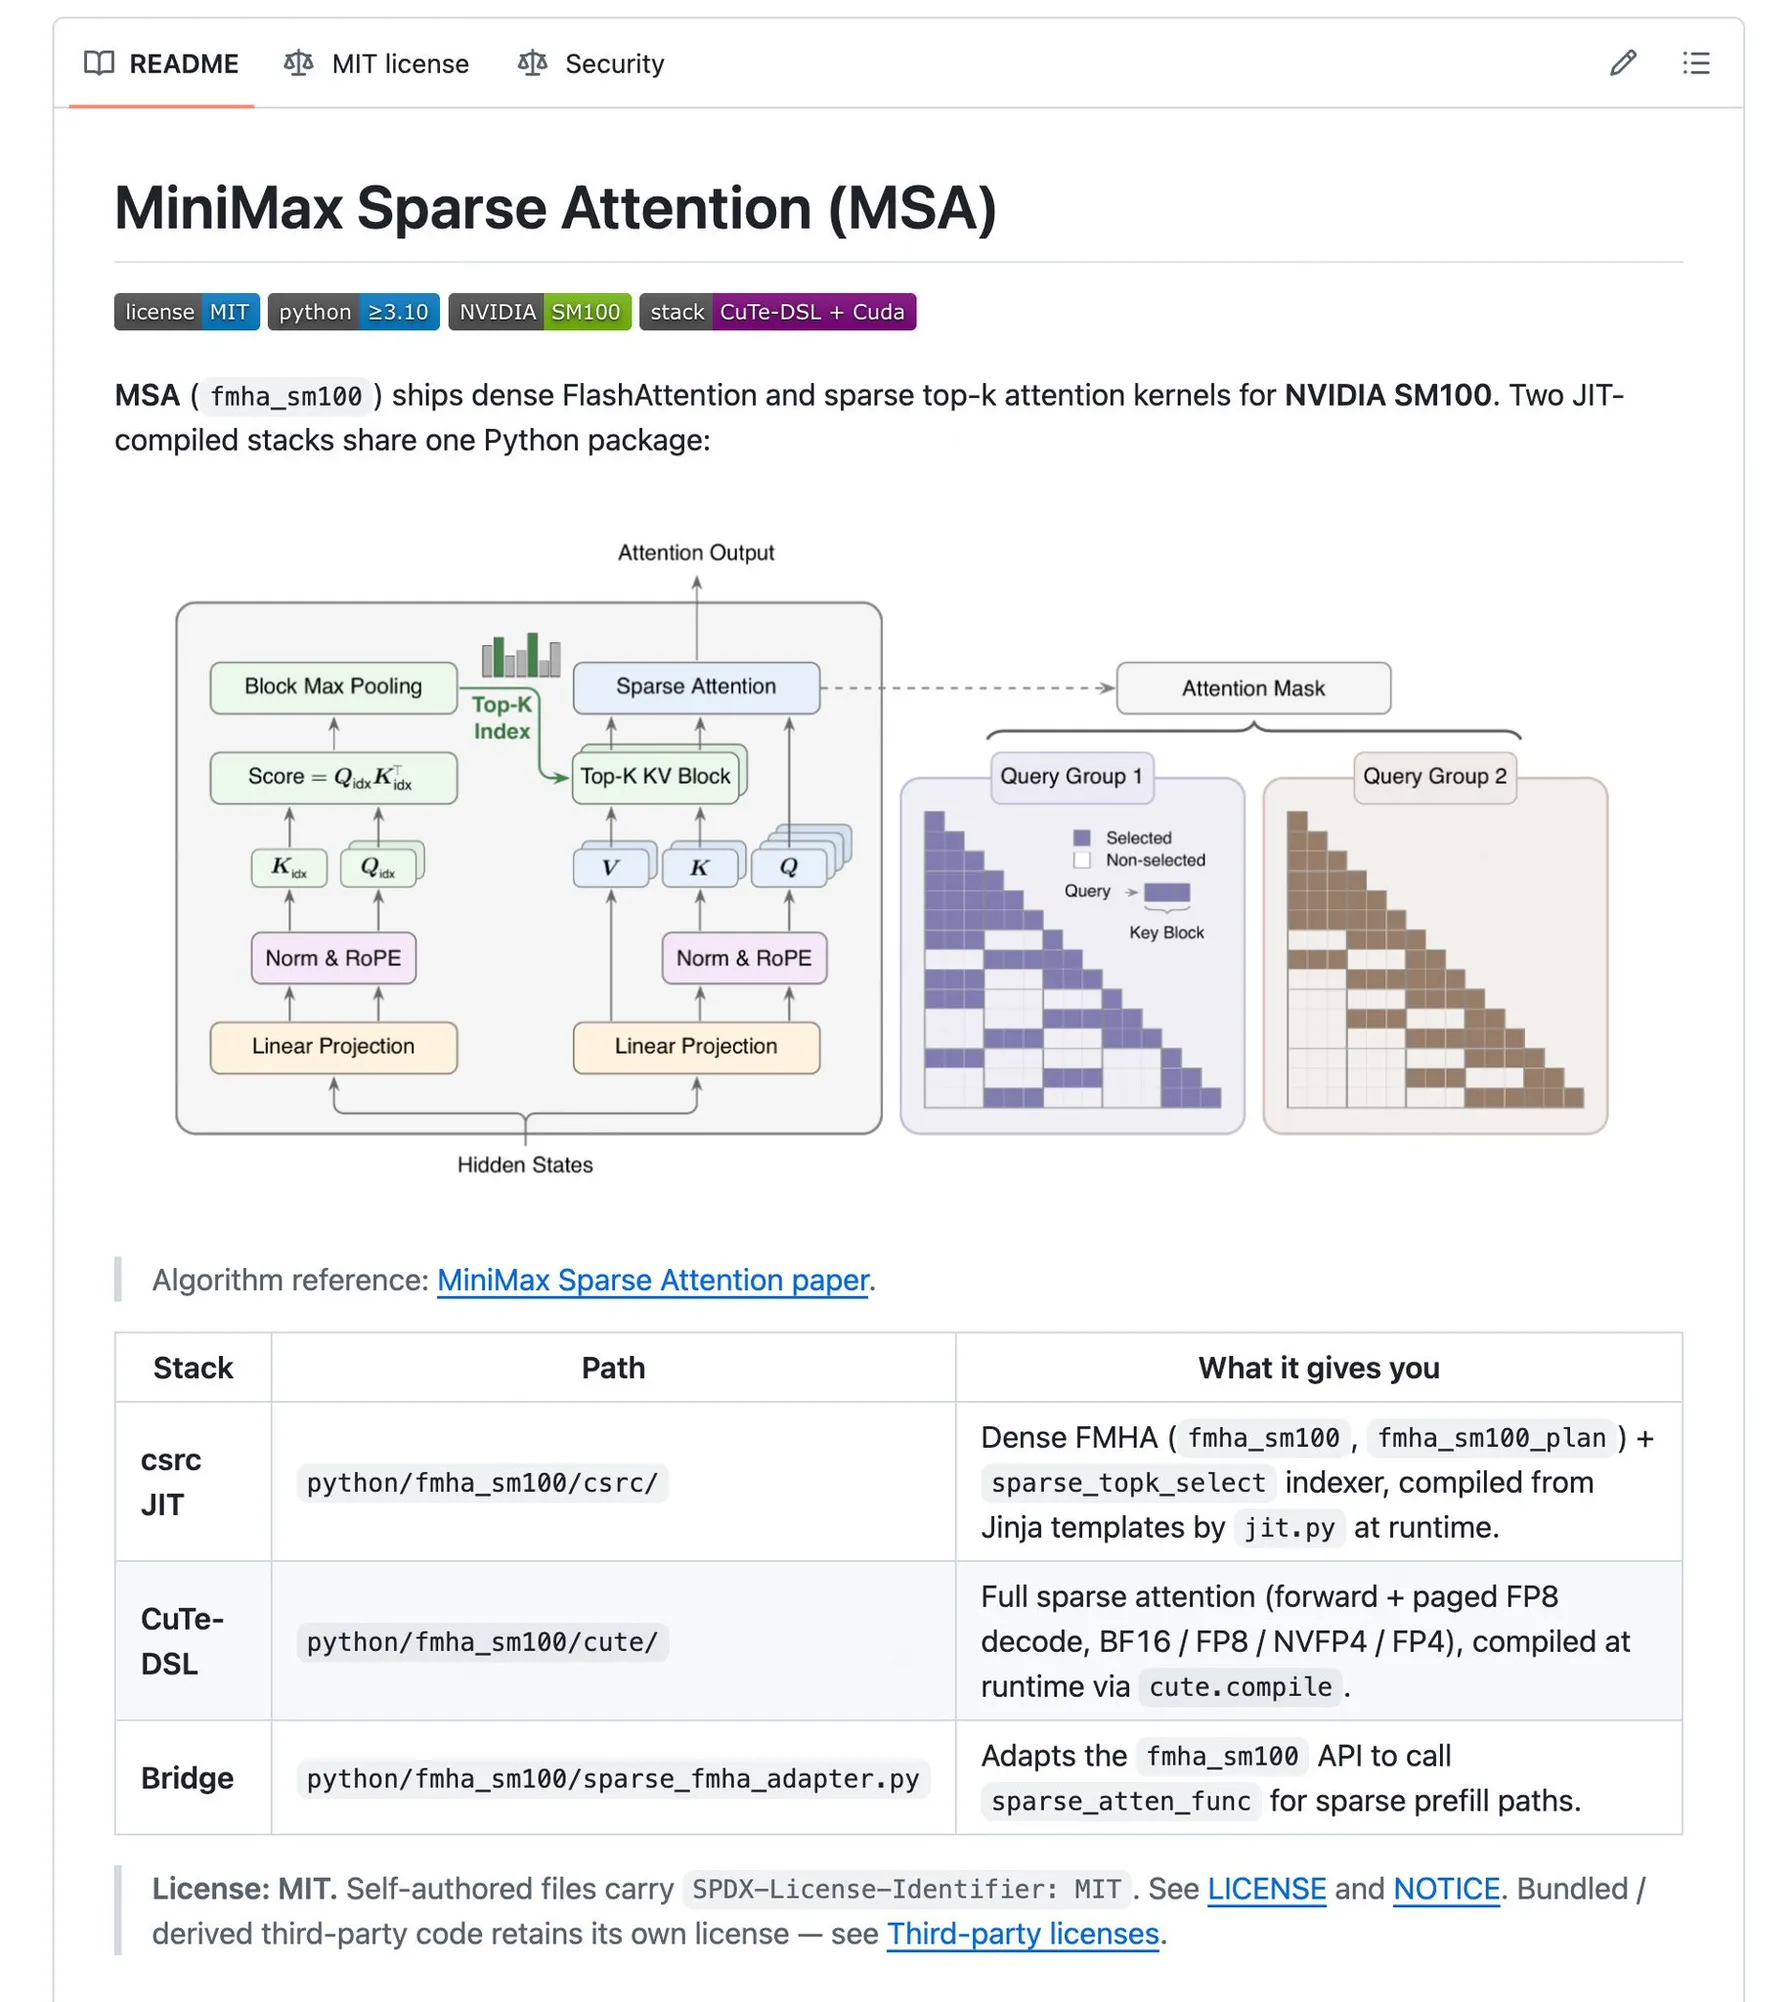 README
MIT license
Security
MiniMax Sparse Attention (MSA)
license MIT
python ≥3.10
NVIDIA SM100
stack CuTe-DSL + Cuda
MSA ( fmha_sm100 ) ships dense FlashAttention and sparse top-k attention kernels for NVIDIA SM100. Two JIT-
compiled stacks share one Python package:
Attention Output
Block Max Pooling
Top-K
Index
Sparse Attention
Attention Mask
Score = QidxK⊤idx
Top-K KV Block
Kidx
Qidx
V
K
Q
Norm & RoPE
Norm & RoPE
Linear Projection
Linear Projection
Hidden States
Query Group 1
Selected
Non-selected
Query
Key Block
Query Group 2
Algorithm reference: MiniMax Sparse Attention paper.
Stack
Path
What it gives you
csrc
JIT
python/fmha_sm100/csrc/
Dense FMHA ( fmha_sm100 , fmha_sm100_plan ) +
sparse_topk_select indexer, compiled from
Jinja templates by jit.py at runtime.
CuTe-
DSL
python/fmha_sm100/cute/
Full sparse attention (forward + paged FP8
decode, BF16 / FP8 / NVFP4 / FP4), compiled at
runtime via cute.compile .
Bridge
python/fmha_sm100/sparse_fmha_adapter.py
Adapts the fmha_sm100 API to call
sparse_atten_func for sparse prefill paths.
License: MIT. Self-authored files carry SPDX-License-Identifier: MIT . See LICENSE and NOTICE. Bundled /
derived third-party code retains its own license — see Third-party licenses.